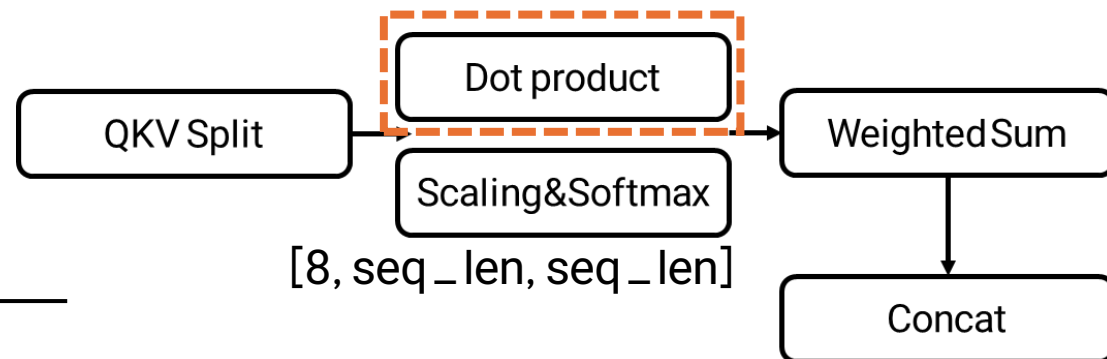 Dot product
QKV Split
Weighted Sum
Scaling&Softmax
[8, seq_len, seq_len]
Concat